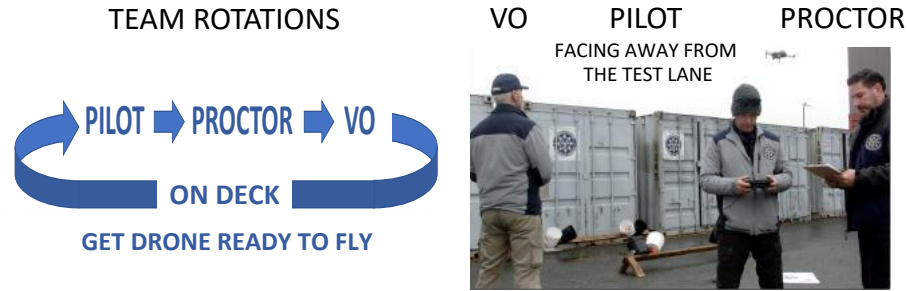 TEAM ROTATIONS
PILOT PROCTOR VO
ON DECK
GET DRONE READY TO FLY
VO PILOT PROCTOR
FACING AWAY FROM
THE TEST LANE